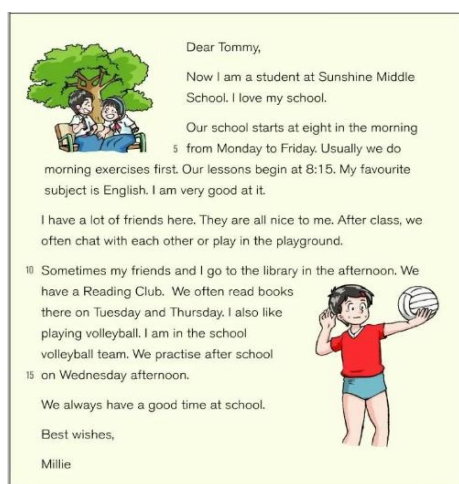 Dear Tommy,
Now I am a student at Sunshine Middle
School. I love my school.
Our school starts at eight in the morning
5 from Monday to Friday. Usually we do
morning exercises first. Our lessons begin at 8:15. My favourite
subject is English. I am very good at it.
I have a lot of friends here. They are all nice to me. After class, we
often chat with each other or play in the playground.
10 Sometimes my friends and I go to the library in the afternoon. We
have a Reading Club. We often read books
there on Tuesday and Thursday. I also like
playing volleyball. I am in the school
volleyball team. We practise after school
15 on Wednesday afternoon.
We always have a good time at school.
Best wishes,
Millie